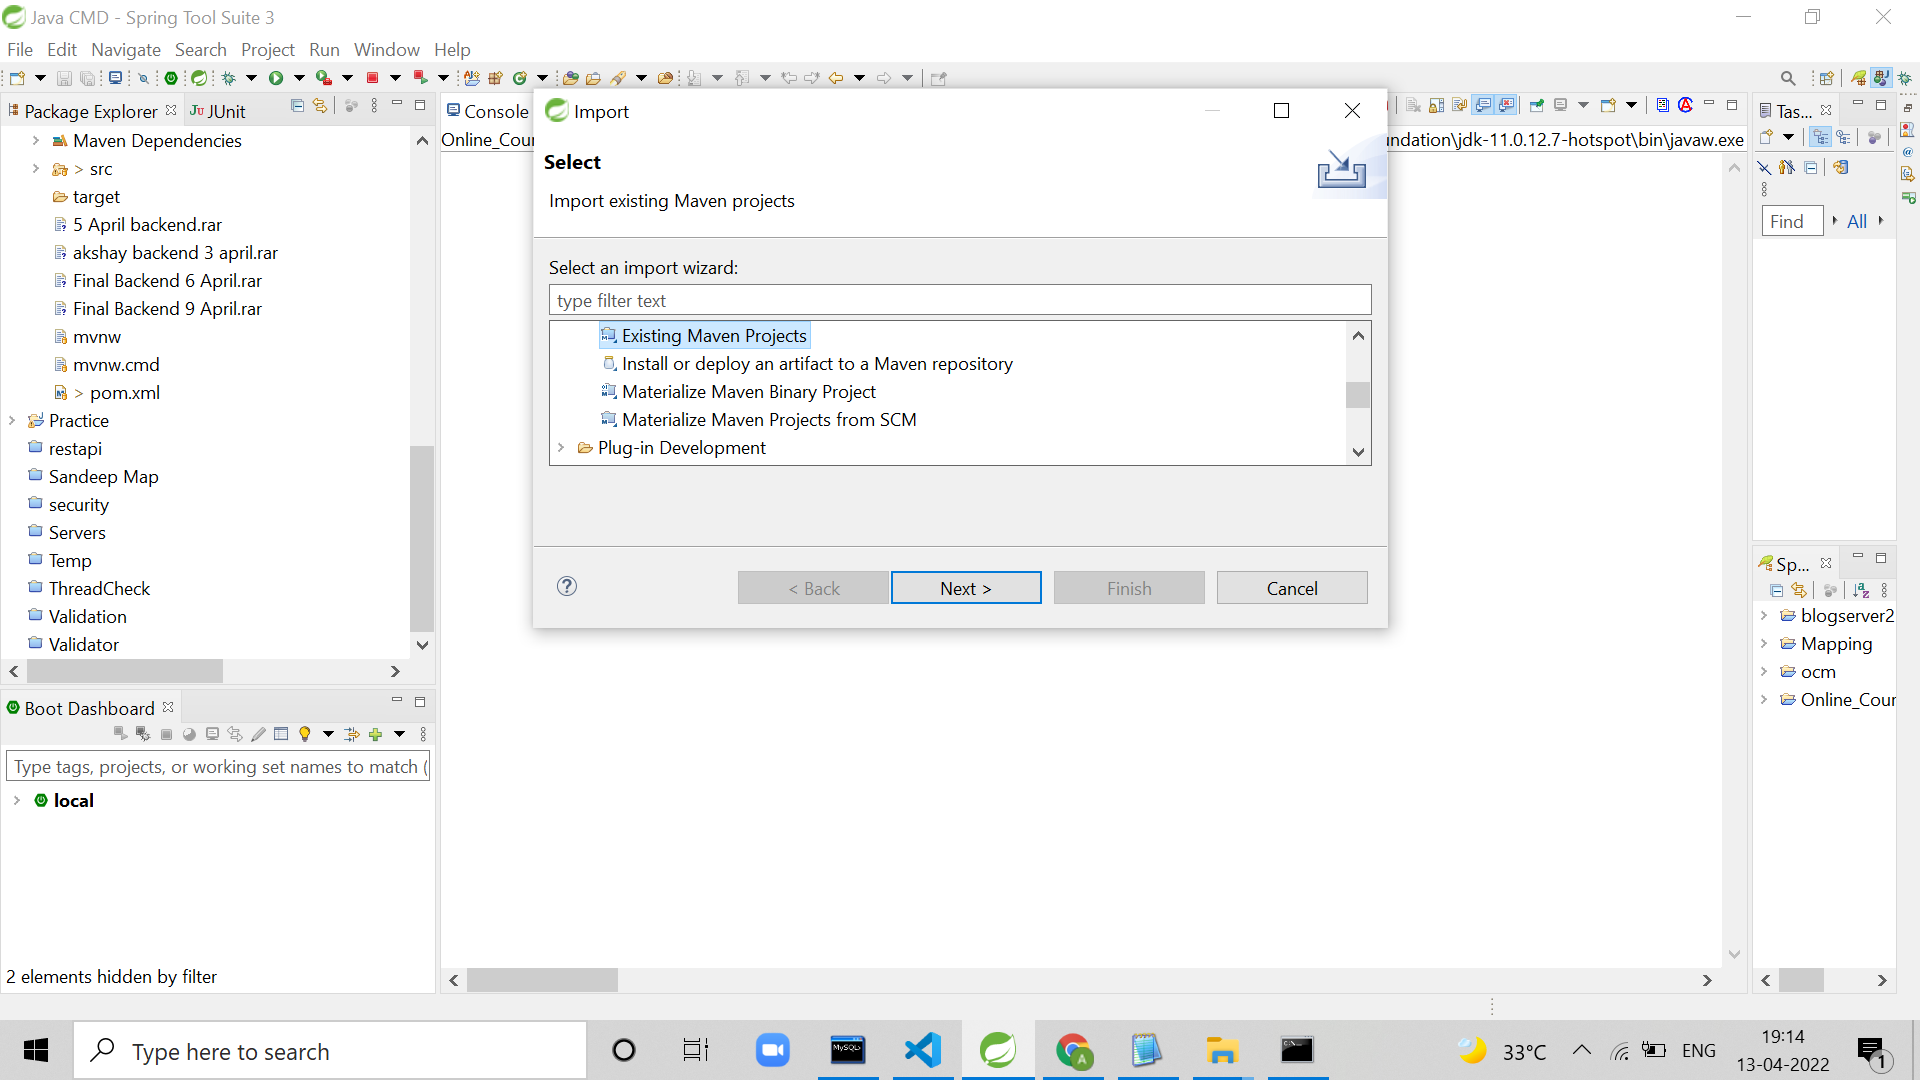 Java CMD - Spring Tool Suite 3
File Edit Navigate Search Project Run Window Help
Package Explorer
JUnit
Maven Dependencies
> src
target
5 April backend.rar
akshay backend 3 april.rar
Final Backend 6 April.rar
Final Backend 9 April.rar
mvnw
mvnw.cmd
> pom.xml
Practice
restapi
Sandeep Map
security
Servers
Temp
ThreadCheck
Validation
Validator
Boot Dashboard
Type tags, projects, or working set names to match (
local
2 elements hidden by filter
Console
Online_Cour
ndation\jdk-11.0.12.7-hotspot\bin\javaw.exe
Import
Select
Import existing Maven projects
Select an import wizard:
type filter text
Existing Maven Projects
Install or deploy an artifact to a Maven repository
Materialize Maven Binary Project
Materialize Maven Projects from SCM
Plug-in Development
< Back
Next >
Finish
Cancel
Tas...
Find
All
Sp...
blogserver2
Mapping
ocm
Online_Cour
Type here to search
MySQL
A
33°C
ENG
19:14
13-04-2022
1